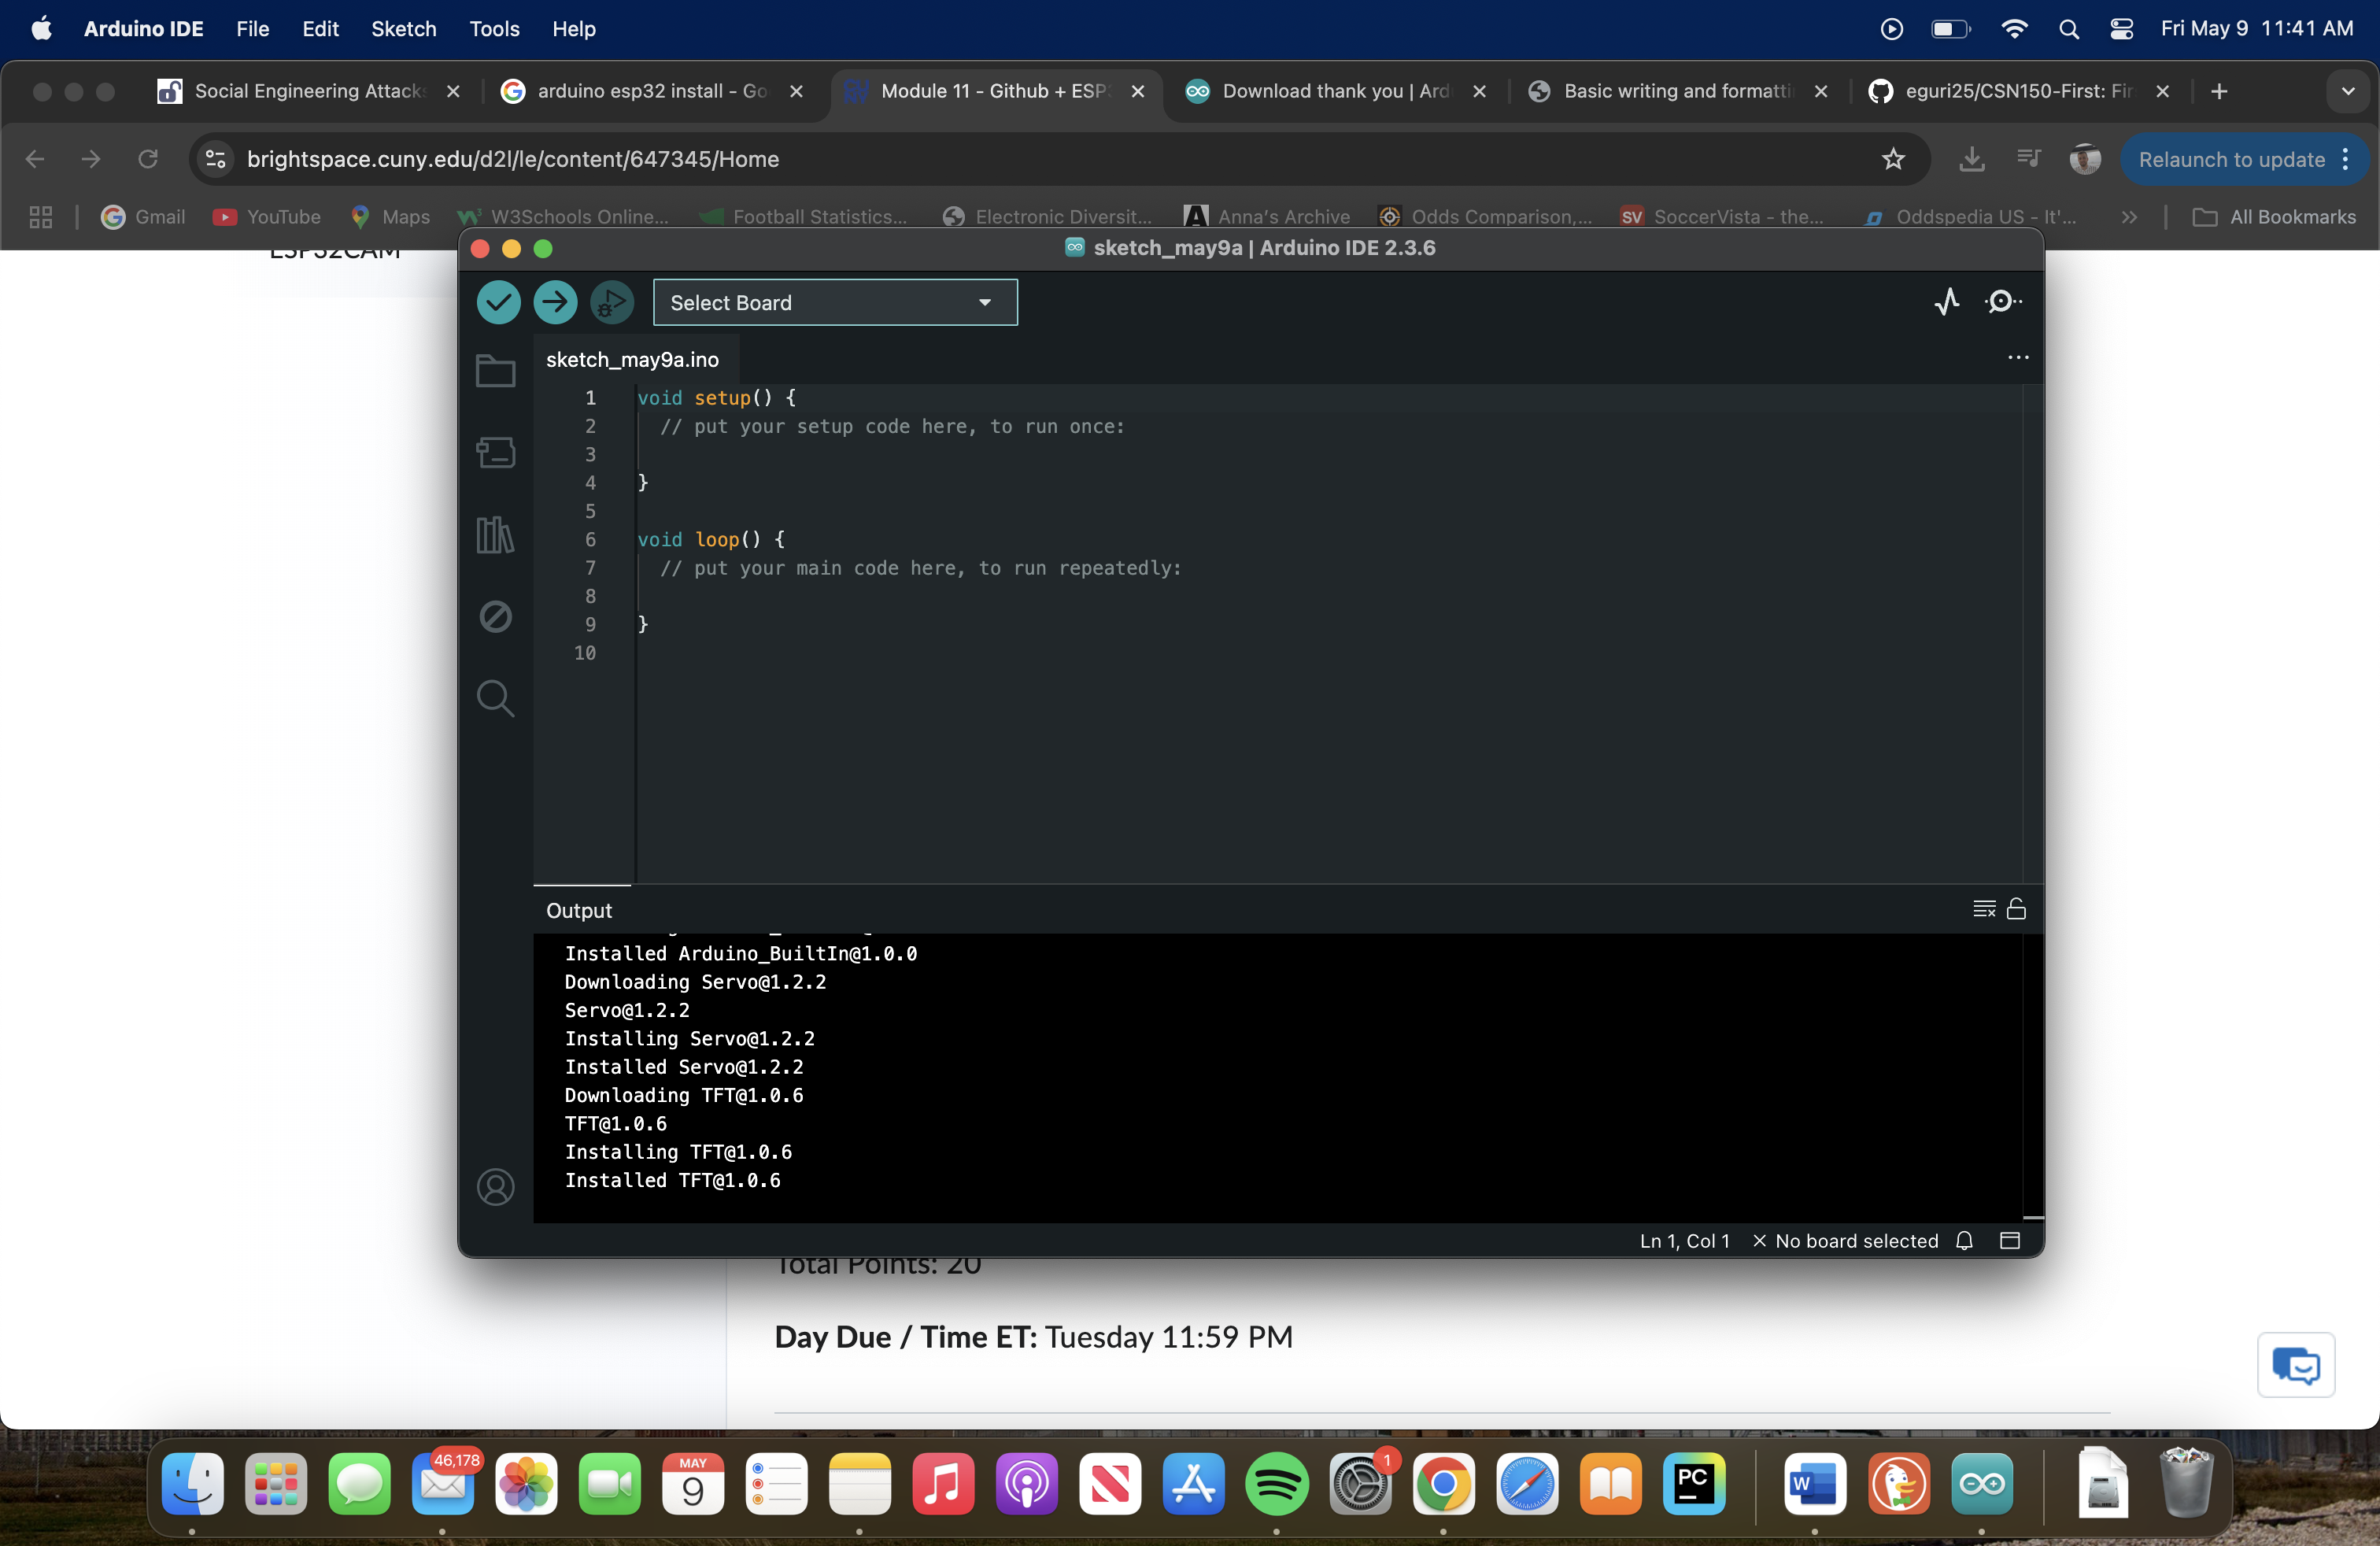 Arduino IDE File Edit Sketch Tools Help Fri May 9 11:41 AM
Social Engineering Attacks arduino esp32 install - Go Module 11 - Github + ESP Download thank you | Ard Basic writing and formatti eguri25/CSN150-First: Fir
brightspace.cuny.edu/d2l/le/content/647345/Home Relaunch to update
Gmail YouTube Maps W3Schools Online... Football Statistics... Electronic Diversit... Anna's Archive Odds Comparison,... SV SoccerVista - the... Oddspedia US - It'... >> All Bookmarks
ESP32CAM
sketch_may9a | Arduino IDE 2.3.6
Select Board
sketch_may9a.ino
1 void setup() {
2 // put your setup code here, to run once:
3
4 }
5
6 void loop() {
7 // put your main code here, to run repeatedly:
8
9 }
10
Output
Installed Arduino_BuiltIn@1.0.0
Downloading Servo@1.2.2
Servo@1.2.2
Installing Servo@1.2.2
Installed Servo@1.2.2
Downloading TFT@1.0.6
TFT@1.0.6
Installing TFT@1.0.6
Installed TFT@1.0.6
Ln 1, Col 1 × No board selected
Total Points: 20
Day Due / Time ET: Tuesday 11:59 PM
46,178 MAY 9 1 PC W